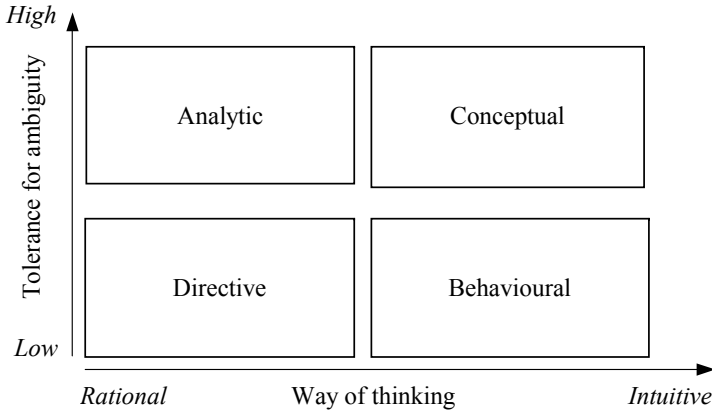 High
Tolerance for ambiguity
Analytic
Conceptual
Directive
Behavioural
Low
Rational
Way of thinking
Intuitive